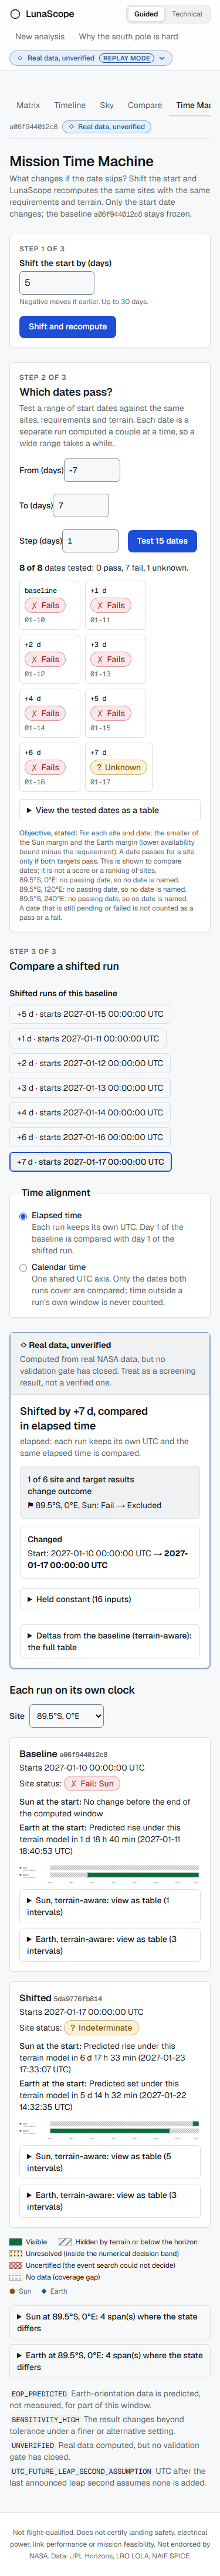 LunaScope
Guided
Technical
New analysis
Why the south pole is hard
Real data, unverified
REPLAY MODE
Matrix
Timeline
Sky
Compare
Time Mac
a06f944012c8
Real data, unverified
Mission Time Machine
What changes if the date slips? Shift the start and
LunaScope recomputes the same sites with the same
requirements and terrain. Only the start date
changes; the baseline a06f944012c8 stays frozen.
STEP 1 OF 3
Shift the start by (days)
5
Negative moves it earlier. Up to 30 days.
Shift and recompute
STEP 2 OF 3
Which dates pass?
Test a range of start dates against the same
sites, requirements and terrain. Each date is a
separate run computed a couple at a time, so a
wide range takes a while.
From (days)
-7
To (days)
7
Step (days)
1
Test 15 dates
8 of 8 dates tested: 0 pass, 7 fail, 1 unknown.
baseline
✗ Fails
01-10
+1 d
✗ Fails
01-11
+2 d
✗ Fails
01-12
+3 d
✗ Fails
01-13
+4 d
✗ Fails
01-14
+5 d
✗ Fails
01-15
+6 d
✗ Fails
01-16
+7 d
? Unknown
01-17
▶ View the tested dates as a table
Objective, stated: For each site and date: the smaller of
the Sun margin and the Earth margin (lower availability
bound minus the requirement). A date passes for a site
only if both targets pass. This is shown to compare
dates; it is not a score or a ranking of sites.
89.5°S, 0°E: no passing date, so no date is named.
89.5°S, 120°E: no passing date, so no date is named.
89.5°S, 240°E: no passing date, so no date is named.
A date that is still pending or failed is not counted as a
pass or a fail.
STEP 3 OF 3
Compare a shifted run
Shifted runs of this baseline
+5 d · starts 2027-01-15 00:00:00 UTC
+1 d · starts 2027-01-11 00:00:00 UTC
+2 d · starts 2027-01-12 00:00:00 UTC
+3 d · starts 2027-01-13 00:00:00 UTC
+4 d · starts 2027-01-14 00:00:00 UTC
+6 d · starts 2027-01-16 00:00:00 UTC
+7 d · starts 2027-01-17 00:00:00 UTC
Time alignment
Elapsed time
Each run keeps its own UTC. Day 1 of the
baseline is compared with day 1 of the
shifted run.
Calendar time
One shared UTC axis. Only the dates both
runs cover are compared; time outside a
run's own window is never counted.
Real data, unverified
Computed from real NASA data, but no
validation gate has closed. Treat as a screening
result, not a verified one.
Shifted by +7 d, compared
in elapsed time
elapsed: each run keeps its own UTC and the
same elapsed time is compared.
1 of 6 site and target results
change outcome
⚑ 89.5°S, 0°E, Sun: Fail → Excluded
Changed
Start: 2027-01-10 00:00:00 UTC → 2027-
01-17 00:00:00 UTC
▶ Held constant (16 inputs)
▶ Deltas from the baseline (terrain-aware):
the full table
Each run on its own clock
Site
89.5°S, 0°E
Baseline a06f944012c8
Starts 2027-01-10 00:00:00 UTC
Site status: ✗ Fail: Sun
Sun at the start: No change before the end of
the computed window
Earth at the start: Predicted rise under this
terrain model in 1 d 18 h 40 min (2027-01-11
18:40:53 UTC)
▶ Sun, terrain-aware: view as table (1
intervals)
▶ Earth, terrain-aware: view as table (3
intervals)
Shifted 5da9776fb814
Starts 2027-01-17 00:00:00 UTC
Site status: ? Indeterminate
Sun at the start: Predicted rise under this
terrain model in 6 d 17 h 33 min (2027-01-23
17:33:07 UTC)
Earth at the start: Predicted set under this
terrain model in 5 d 14 h 32 min (2027-01-22
14:32:35 UTC)
▶ Sun, terrain-aware: view as table (5
intervals)
▶ Earth, terrain-aware: view as table (3
intervals)
Visible
Hidden by terrain or below the horizon
Unresolved (inside the numerical decision band)
Uncertified (the event search could not decide)
No data (coverage gap)
Sun
Earth
▶ Sun at 89.5°S, 0°E: 4 span(s) where the state
differs
▶ Earth at 89.5°S, 0°E: 4 span(s) where the state
differs
EOP_PREDICTED Earth-orientation data is predicted,
not measured, for part of this window.
SENSITIVITY_HIGH The result changes beyond
tolerance under a finer or alternative setting.
UNVERIFIED Real data computed, but no validation
gate has closed.
UTC_FUTURE_LEAP_SECOND_ASSUMPTION UTC after the
last announced leap second assumes none is added.
Not flight-qualified. Does not certify landing safety, electrical
power, link performance or mission feasibility. Not endorsed by
NASA. Data: JPL Horizons, LRO LOLA, NAIF SPICE.